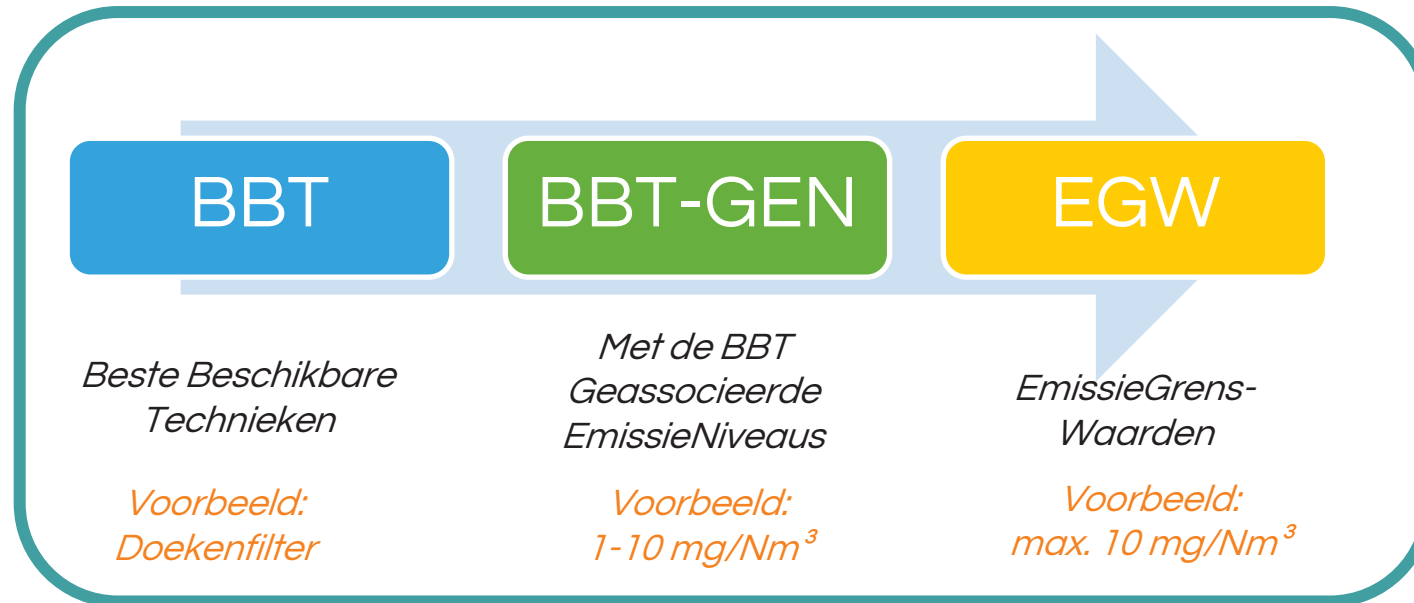 BBT
BBT-GEN
EGW
Beste Beschikbare
Technieken
Met de BBT
Geassocieerde
EmissieNiveaus
EmissieGrens-
Waarden
Voorbeeld:
Doekenfilter
Voorbeeld:
1-10 mg/Nm³
Voorbeeld:
max. 10 mg/Nm³